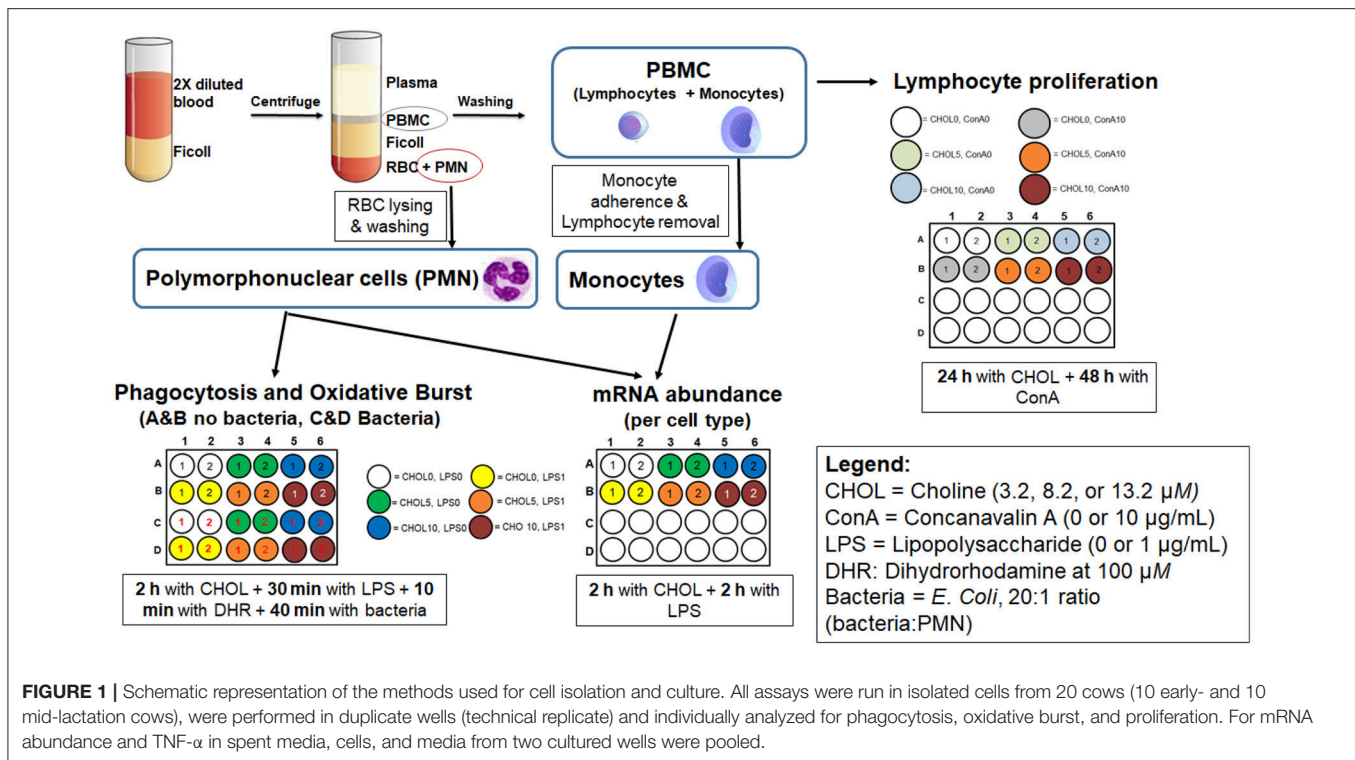 2X diluted
blood
Ficoll
Centrifuge
Plasma
PBMC
Ficoll
RBC + PMN
Washing
PBMC
(Lymphocytes + Monocytes)
RBC lysing
& washing
Monocyte
adherence &
Lymphocyte removal
Polymorphonuclear cells (PMN)
Monocytes
Lymphocyte proliferation
= CHOL0, ConA0
= CHOL0, ConA10
= CHOL5, ConA0
= CHOL5, ConA10
= CHOL10, ConA0
= CHOL10, ConA10
1 2 3 4 5 6
A 1 2 1 2 1 2
B 1 2 1 2 1 2
C
D
24 h with CHOL + 48 h with
ConA
Phagocytosis and Oxidative Burst
(A&B no bacteria, C&D Bacteria)
1 2 3 4 5 6
A 1 2 1 2 1 2
B 1 2 1 2 1 2
C 1 2 1 2 1 2
D 1 2 1 2
= CHOL0, LPS0
= CHOL0, LPS1
= CHOL5, LPS0
= CHOL5, LPS1
= CHOL10, LPS0
= CHO 10, LPS1
2 h with CHOL + 30 min with LPS + 10
min with DHR + 40 min with bacteria
mRNA abundance
(per cell type)
1 2 3 4 5 6
A 1 2 1 2 1 2
B 1 2 1 2 1 2
C
D
2 h with CHOL + 2 h with
LPS
Legend:
CHOL = Choline (3.2, 8.2, or 13.2 µM)
ConA = Concanavalin A (0 or 10 µg/mL)
LPS = Lipopolysaccharide (0 or 1 µg/mL)
DHR: Dihydrorhodamine at 100 µM
Bacteria = E. Coli, 20:1 ratio
(bacteria:PMN)
FIGURE 1 | Schematic representation of the methods used for cell isolation and culture. All assays were run in isolated cells from 20 cows (10 early- and 10
mid-lactation cows), were performed in duplicate wells (technical replicate) and individually analyzed for phagocytosis, oxidative burst, and proliferation. For mRNA
abundance and TNF-α in spent media, cells, and media from two cultured wells were pooled.